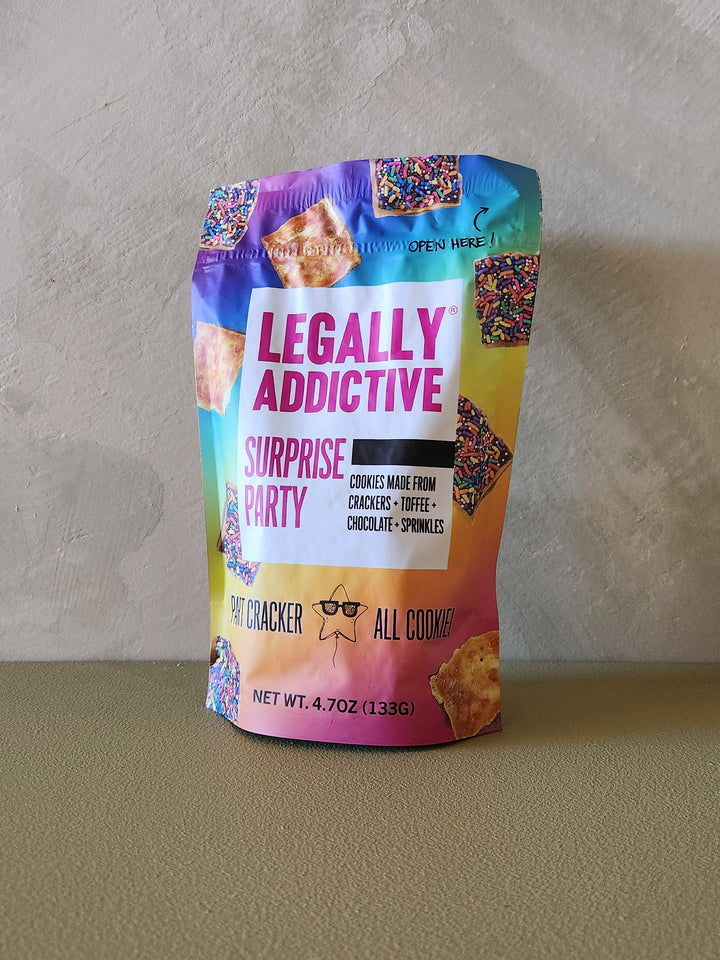 OPEN HERE!
LEGALLY®
ADDICTIVE
SURPRISE
PARTY
COOKIES MADE FROM
CRACKERS + TOFFEE +
CHOCOLATE + SPRINKLES
PART CRACKER
ALL COOKIE!
NET WT. 4.7OZ (133G)